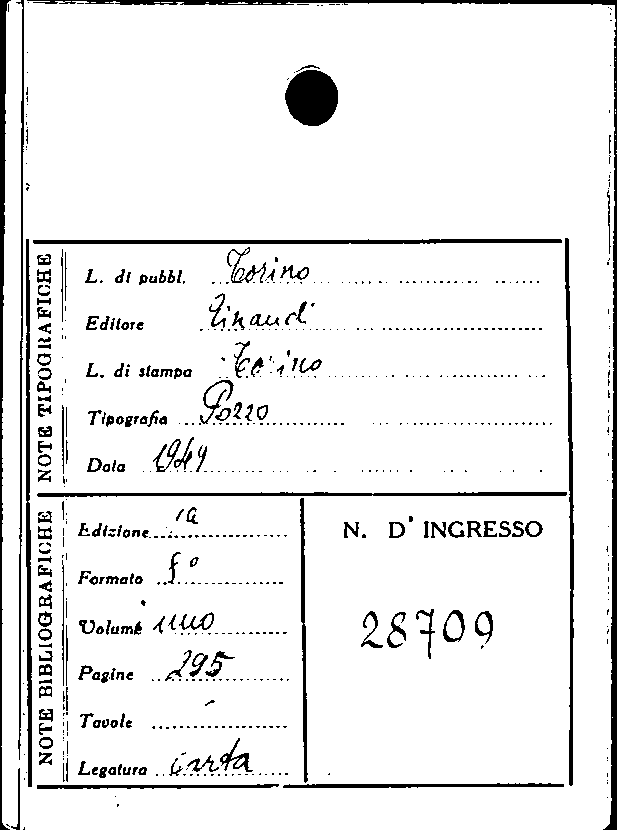 NOTE TIPOGRAFICHE
L. di pubbl. Torino
Editore Einaudi
L. di stampa Torino
Tipografia Pozzo
Data 1949
NOTE BIBLIOGRAFICHE
Edizione 1a
Formato f°
Volume uno
Pagine 295
Tavole -
Legatura carta
N. D'INGRESSO
28709